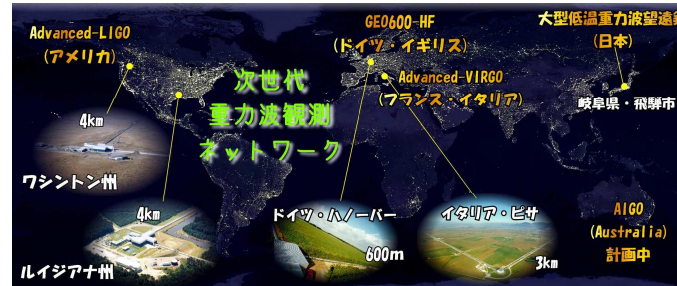 Advanced-LIGO
(アメリカ)
GEO600-HF
(ドイツ・イギリス)
大型低温重力波望遠鏡
(日本)
次世代
重力波観測
ネットワーク
Advanced-VIRGO
(フランス・イタリア)
岐阜県・飛騨市
4km
ワシントン州
4km
ルイジアナ州
ドイツ・ハノーバー
600m
イタリア・ピサ
3km
AIGO
(Australia)
計画中